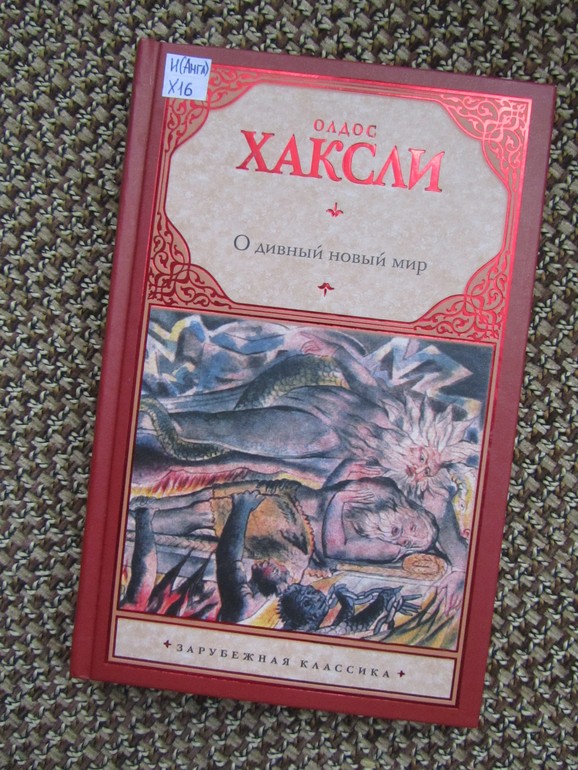 И(Англ)
Х16
ОЛДОС
ХАКСЛИ
О дивный новый мир
ЗАРУБЕЖНАЯ КЛАССИКА